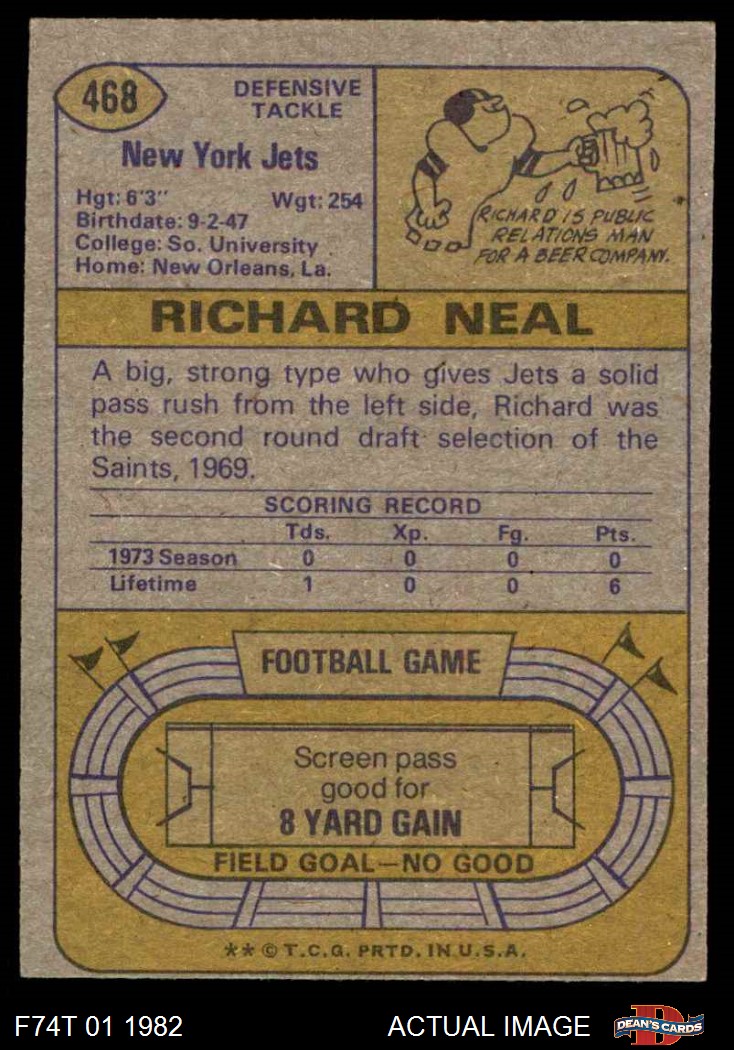 468
DEFENSIVE
TACKLE
New York Jets
Hgt: 6'3" Wgt: 254
Birthdate: 9-2-47
College: So. University
Home: New Orleans, La.
RICHARD IS PUBLIC
RELATIONS MAN
FOR A BEER COMPANY.
RICHARD NEAL
A big, strong type who gives Jets a solid
pass rush from the left side, Richard was
the second round draft selection of the
Saints, 1969.
SCORING RECORD
Tds. Xp. Fg. Pts.
1973 Season 0 0 0 0
Lifetime 1 0 0 6
FOOTBALL GAME
Screen pass
good for
8 YARD GAIN
FIELD GOAL—NO GOOD
** © T.C.G. PRTD. IN U.S.A.
F74T 01 1982 ACTUAL IMAGE
D
DEAN'S CARDS